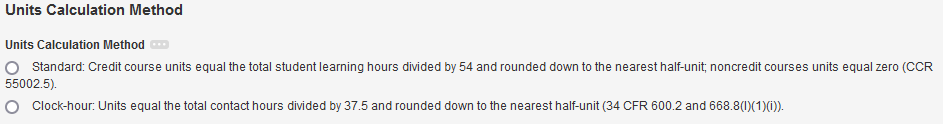 Units Calculation Method
Units Calculation Method
Standard: Credit course units equal the total student learning hours divided by 54 and rounded down to the nearest half-unit; noncredit courses units equal zero (CCR
55002.5).
Clock-hour: Units equal the total contact hours divided by 37.5 and rounded down to the nearest half-unit (34 CFR 600.2 and 668.8(l)(1)(i)).